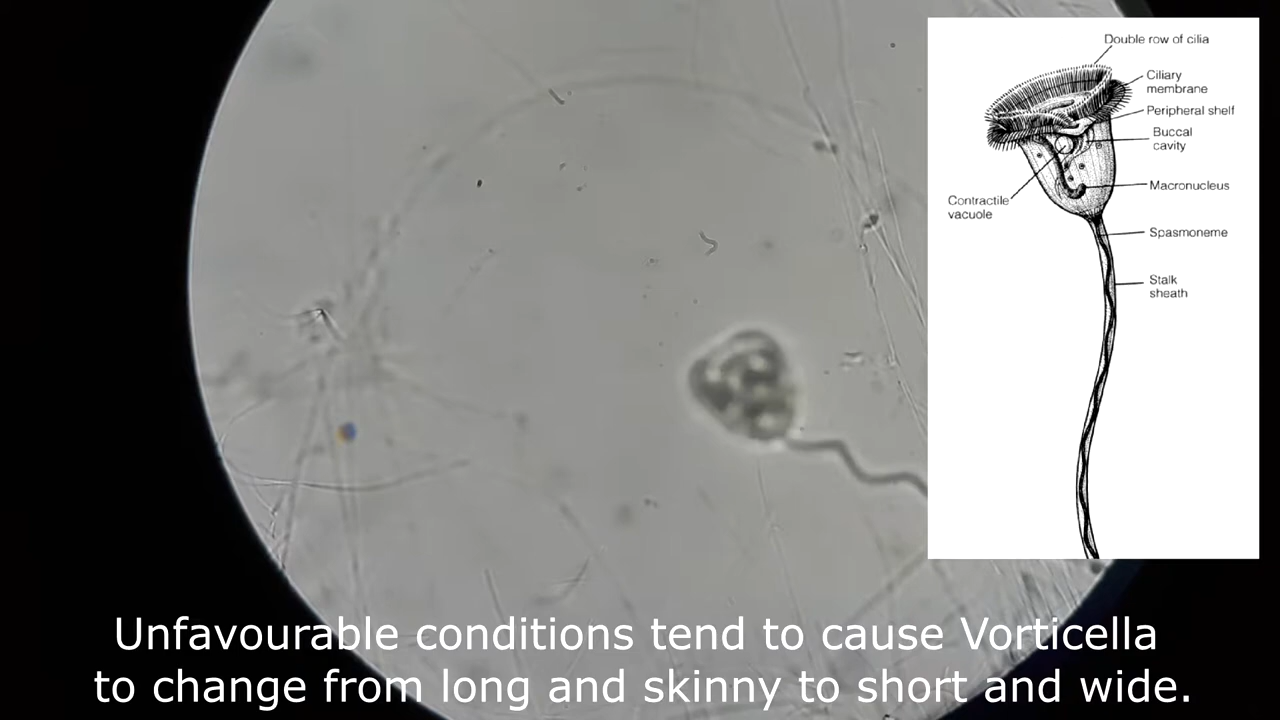 Double row of cilia
Ciliary
membrane
Peripheral shelf
Buccal
cavity
Contractile
vacuole
Macronucleus
Spasmoneme
Stalk
sheath
Unfavourable conditions tend to cause Vorticella
to change from long and skinny to short and wide.